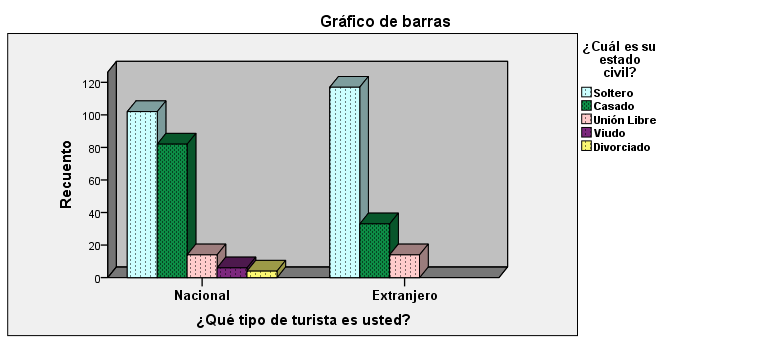 Gráfico de barras
¿Cuál es su
estado
civil?
Soltero
Casado
Unión Libre
Viudo
Divorciado
Recuento
120
100
80
60
40
20
0
Nacional
Extranjero
¿Qué tipo de turista es usted?